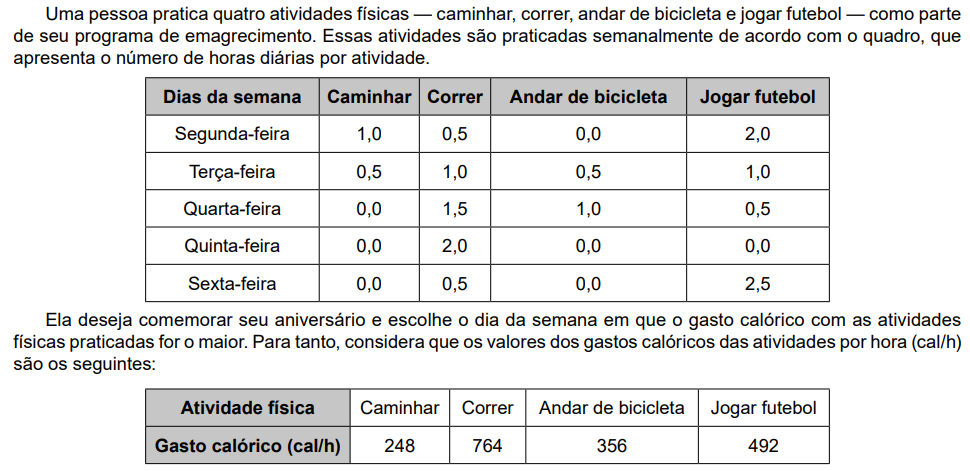 Uma pessoa pratica quatro atividades físicas — caminhar, correr, andar de bicicleta e jogar futebol — como parte
de seu programa de emagrecimento. Essas atividades são praticadas semanalmente de acordo com o quadro, que
apresenta o número de horas diárias por atividade.
Dias da semana Caminhar Correr Andar de bicicleta Jogar futebol
Segunda-feira 1,0 0,5 0,0 2,0
Terça-feira 0,5 1,0 0,5 1,0
Quarta-feira 0,0 1,5 1,0 0,5
Quinta-feira 0,0 2,0 0,0 0,0
Sexta-feira 0,0 0,5 0,0 2,5
Ela deseja comemorar seu aniversário e escolhe o dia da semana em que o gasto calórico com as atividades
físicas praticadas for o maior. Para tanto, considera que os valores dos gastos calóricos das atividades por hora (cal/h)
são os seguintes:
Atividade física Caminhar Correr Andar de bicicleta Jogar futebol
Gasto calórico (cal/h) 248 764 356 492